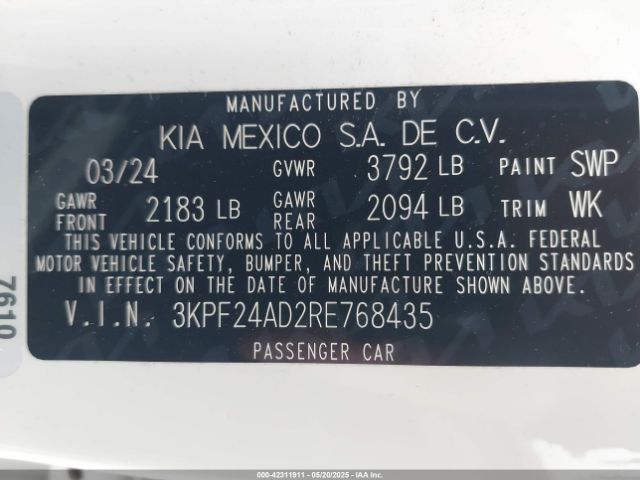 MANUFACTURED BY
KIA MEXICO S.A. DE C.V.
03/24 GVWR 3792 LB PAINT SWP
GAWR FRONT 2183 LB GAWR REAR 2094 LB TRIM WK
THIS VEHICLE CONFORMS TO ALL APPLICABLE U.S.A. FEDERAL
MOTOR VEHICLE SAFETY, BUMPER, AND THEFT PREVENTION STANDARDS
IN EFFECT ON THE DATE OF MANUFACTURE SHOWN ABOVE.
V.I.N. 3KPF24AD2RE768435
PASSENGER CAR
7610
000-42311911 - 05/20/2025 - IAAI.COM